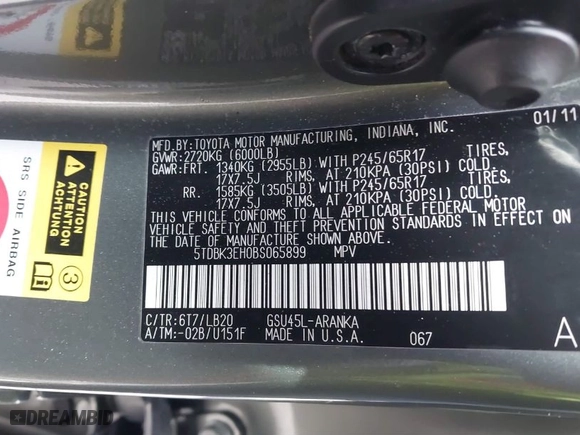 MFD.BY:TOYOTA MOTOR MANUFACTURING, INDIANA, INC. 01/11
GVWR:2720KG (6000LB)
GAWR:FRT. 1340KG (2955LB) WITH P245/65R17 TIRES,
17X7.5J RIMS, AT 210KPA (30PSI) COLD.
RR. 1585KG (3505LB) WITH P245/65R17 TIRES,
17X7.5J RIMS, AT 210KPA (30PSI) COLD.
THIS VEHICLE CONFORMS TO ALL APPLICABLE FEDERAL MOTOR
VEHICLE SAFETY AND THEFT PREVENTION STANDARDS IN EFFECT ON
THE DATE OF MANUFACTURE SHOWN ABOVE.
5TDBK3EH0BS065899 MPV
C/TR:6T7/LB20 GSU45L-ARANKA A
A/TM:-02B/U151F MADE IN U.S.A. 067
SRS SIDE AIRBAG
CAUTION
ATTENTION
ACHTUNG
3
DREAMBID